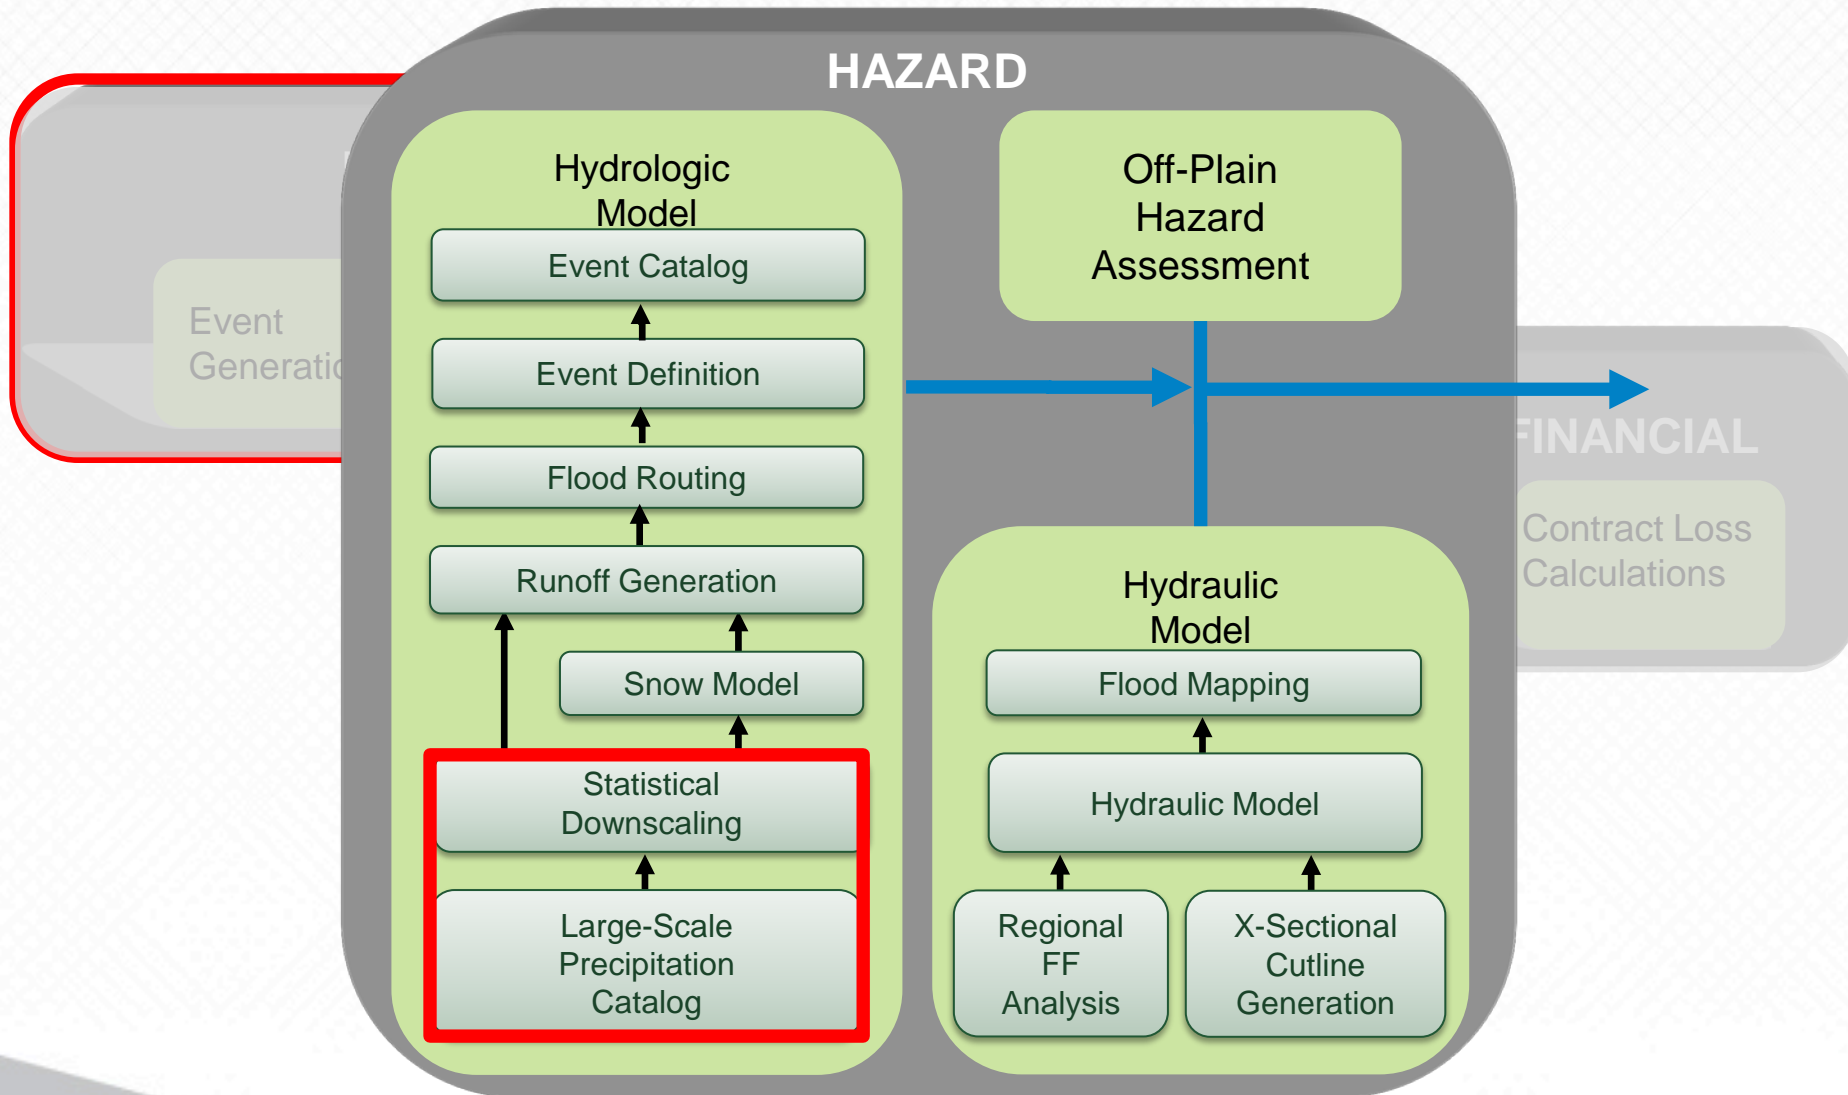 HAZARD
Hydrologic
Model
Event Catalog
Event Definition
Flood Routing
Runoff Generation
Snow Model
Statistical
Downscaling
Large-Scale
Precipitation
Catalog
Off-Plain
Hazard
Assessment
Hydraulic
Model
Flood Mapping
Hydraulic Model
Regional
FF
Analysis
X-Sectional
Cutline
Generation
Event
FINANCIAL
Contract Loss
Calculations